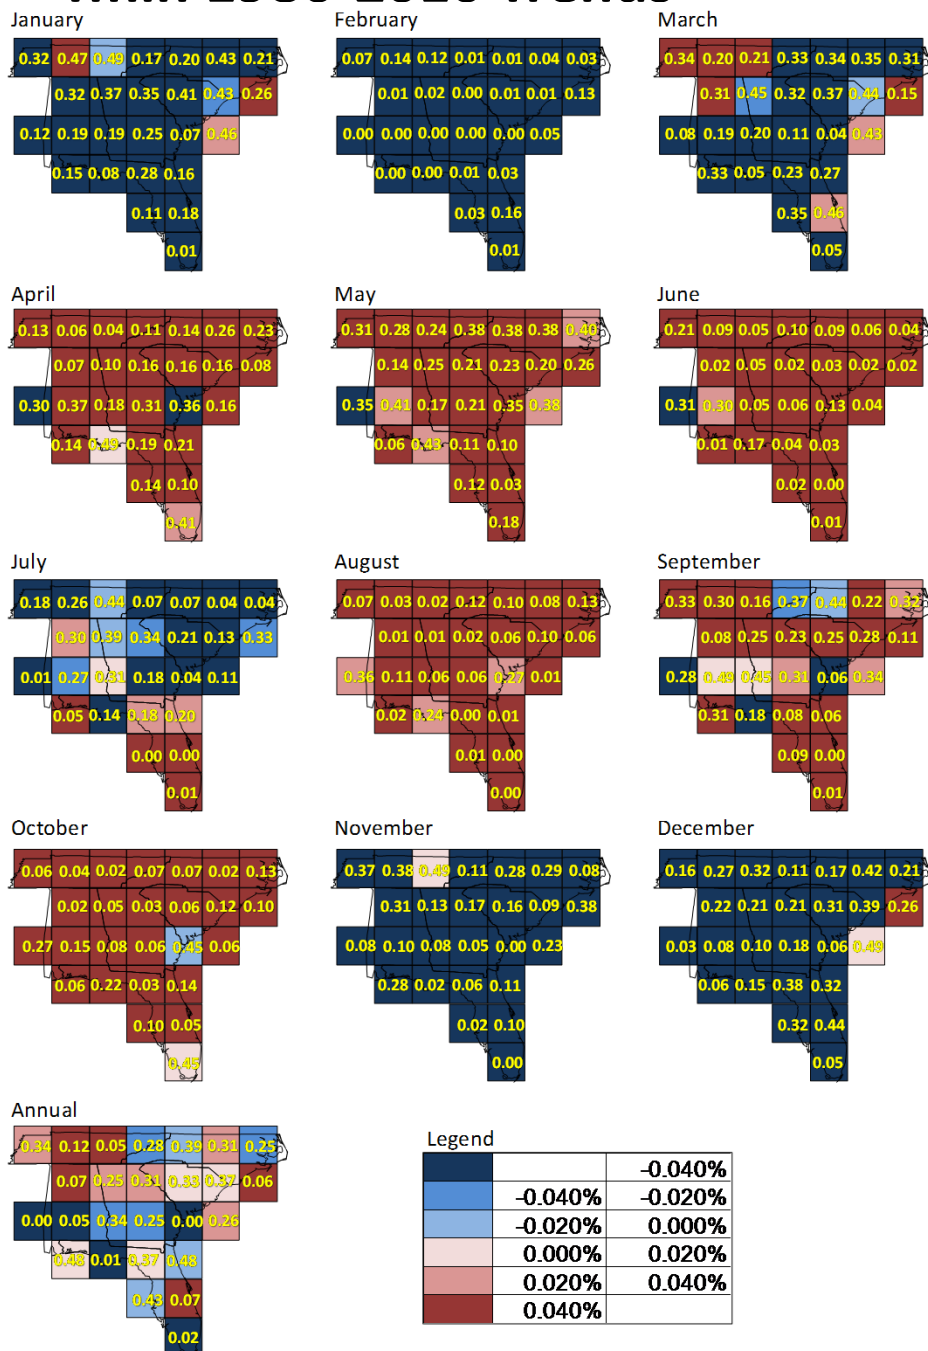 January February March
0.32 0.47 0.49 0.17 0.20 0.43 0.21 0.07 0.14 0.12 0.01 0.01 0.04 0.03 0.34 0.20 0.21 0.33 0.34 0.35 0.31
0.32 0.37 0.35 0.41 0.43 0.26 0.01 0.02 0.00 0.01 0.01 0.13 0.31 0.45 0.32 0.37 0.44 0.15
0.12 0.19 0.19 0.25 0.07 0.46 0.00 0.00 0.00 0.00 0.00 0.05 0.08 0.19 0.20 0.11 0.04 0.43
0.15 0.08 0.28 0.16 0.00 0.00 0.01 0.03 0.33 0.05 0.23 0.27
0.11 0.18 0.03 0.16 0.35 0.46
0.01 0.01 0.05
April May June
0.13 0.06 0.04 0.11 0.14 0.26 0.23 0.31 0.28 0.24 0.38 0.38 0.38 0.40 0.21 0.09 0.05 0.10 0.09 0.06 0.04
0.07 0.10 0.16 0.16 0.16 0.08 0.14 0.25 0.21 0.23 0.20 0.26 0.02 0.05 0.02 0.03 0.02 0.02
0.30 0.37 0.18 0.31 0.36 0.16 0.35 0.41 0.17 0.21 0.35 0.38 0.31 0.30 0.05 0.06 0.13 0.04
0.14 0.49 0.19 0.21 0.06 0.43 0.11 0.10 0.01 0.17 0.04 0.03
0.14 0.10 0.12 0.03 0.02 0.00
0.41 0.18 0.01
July August September
0.18 0.26 0.44 0.07 0.07 0.04 0.04 0.07 0.03 0.02 0.12 0.10 0.08 0.13 0.33 0.30 0.16 0.37 0.44 0.22 0.32
0.30 0.39 0.34 0.21 0.13 0.33 0.01 0.01 0.02 0.06 0.10 0.06 0.08 0.25 0.23 0.25 0.28 0.11
0.01 0.27 0.31 0.18 0.04 0.11 0.36 0.11 0.06 0.06 0.27 0.01 0.28 0.49 0.45 0.31 0.06 0.34
0.05 0.14 0.18 0.20 0.02 0.24 0.00 0.01 0.31 0.18 0.08 0.06
0.00 0.00 0.01 0.00 0.09 0.00
0.01 0.00 0.01
October November December
0.06 0.04 0.02 0.07 0.07 0.02 0.13 0.37 0.38 0.49 0.11 0.28 0.29 0.08 0.16 0.27 0.32 0.11 0.17 0.42 0.21
0.02 0.05 0.03 0.06 0.12 0.10 0.31 0.13 0.17 0.16 0.09 0.38 0.22 0.21 0.21 0.31 0.39 0.26
0.27 0.15 0.08 0.06 0.45 0.06 0.08 0.10 0.08 0.05 0.00 0.23 0.03 0.08 0.10 0.18 0.06 0.49
0.06 0.22 0.03 0.14 0.28 0.02 0.06 0.11 0.06 0.15 0.38 0.32
0.10 0.05 0.02 0.10 0.32 0.44
0.45 0.00 0.05
Annual
0.34 0.12 0.05 0.28 0.39 0.31 0.25
Legend
-0.040%
0.07 0.25 0.31 0.33 0.37 0.06
-0.040% -0.020%
0.00 0.05 0.34 0.25 0.00 0.26
-0.020% 0.000%
0.48 0.01 0.37 0.48
0.000% 0.020%
0.020% 0.040%
0.43 0.07
0.040%
0.02